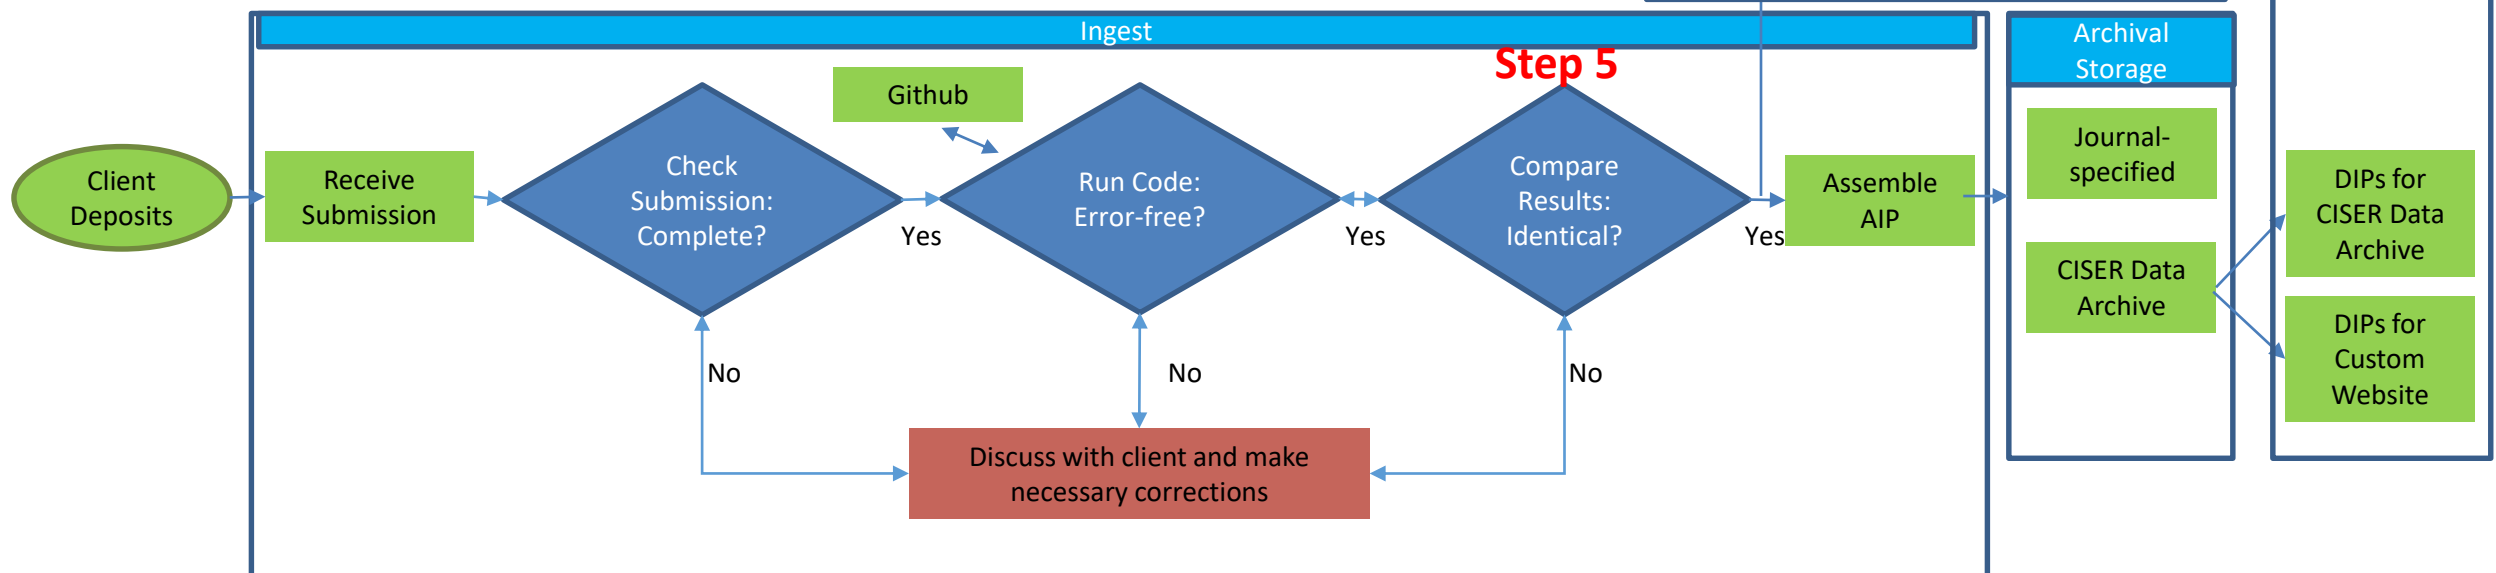 Ingest
Archival
Storage
Step 5
Github
Client
Deposits
Receive
Submission
Check
Submission:
Complete?
Yes
Run Code:
Error-free?
Yes
Compare
Results:
Identical?
Yes
Assemble
AIP
Journal-
specified
CISER Data
Archive
DIPs for
CISER Data
Archive
DIPs for
Custom
Website
No
No
No
Discuss with client and make
necessary corrections